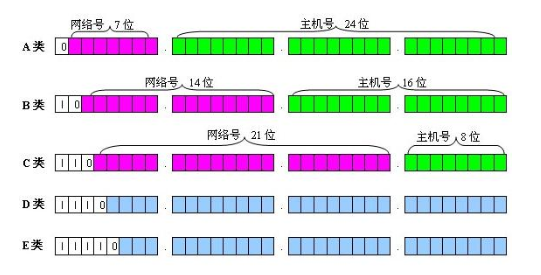 网络号 7 位 主机号 24 位
A 类 0 . . .
网络号 14 位 主机号 16 位
B 类 1 0 . . .
网络号 21 位 主机号 8 位
C 类 1 1 0 . . .
D 类 1 1 1 0 . . .
E 类 1 1 1 1 0 . . .